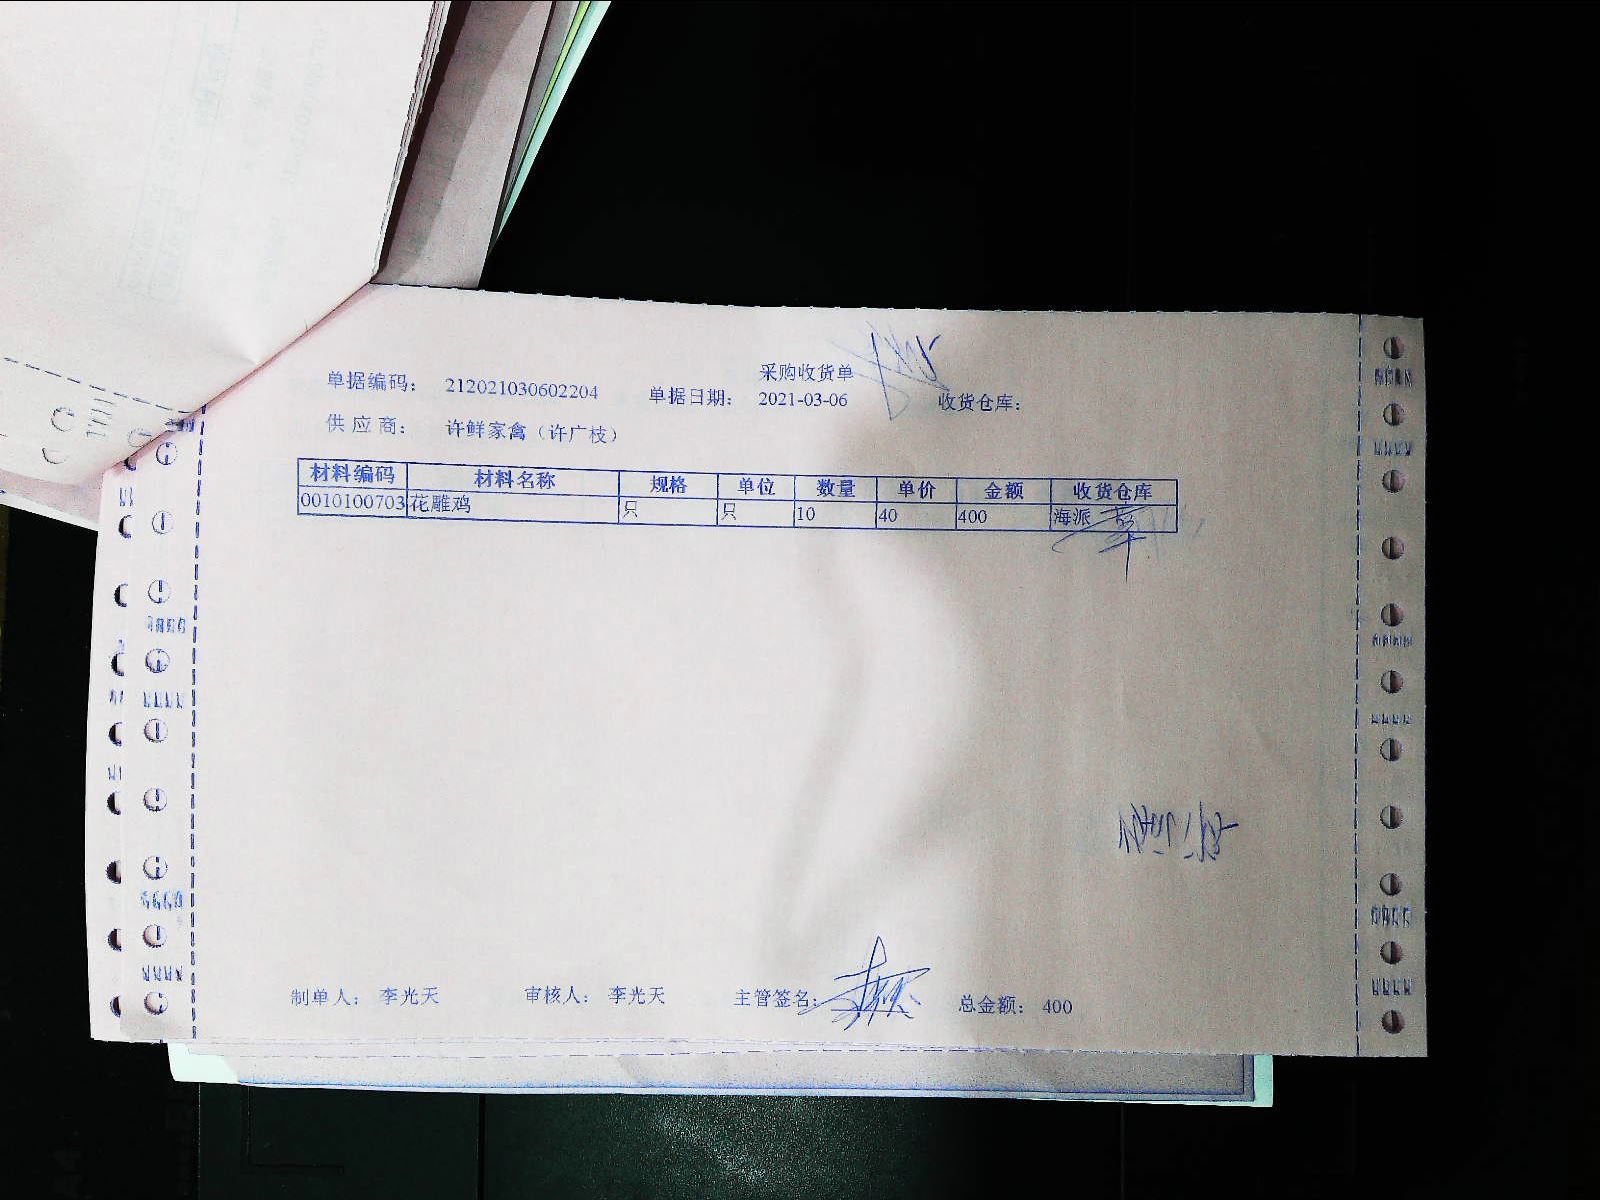 采购收货单
单据编码： 212021030602204 单据日期： 2021-03-06 收货仓库：
供应商： 许鲜家禽（许广枝）
材料编码 材料名称 规格 单位 数量 单价 金额 收货仓库
0010100703 花雕鸡 只 只 10 40 400 海派
制单人： 李光天 审核人： 李光天 主管签名： 总金额： 400